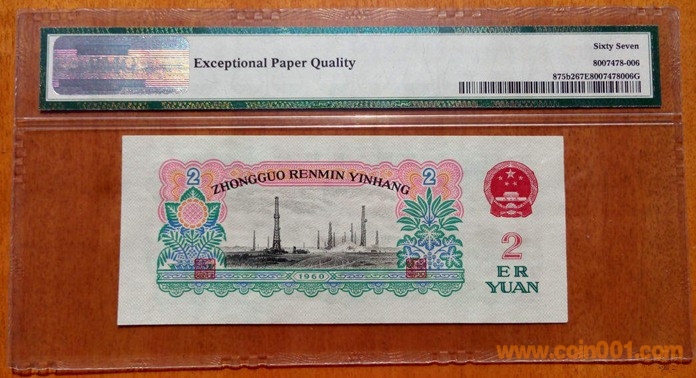 Sixty Seven
Exceptional Paper Quality
8007478-006
875b267E8007478006G
2
2
ZHONGGUO RENMIN YINHANG
1960
2
ER
YUAN
www.coin001.com